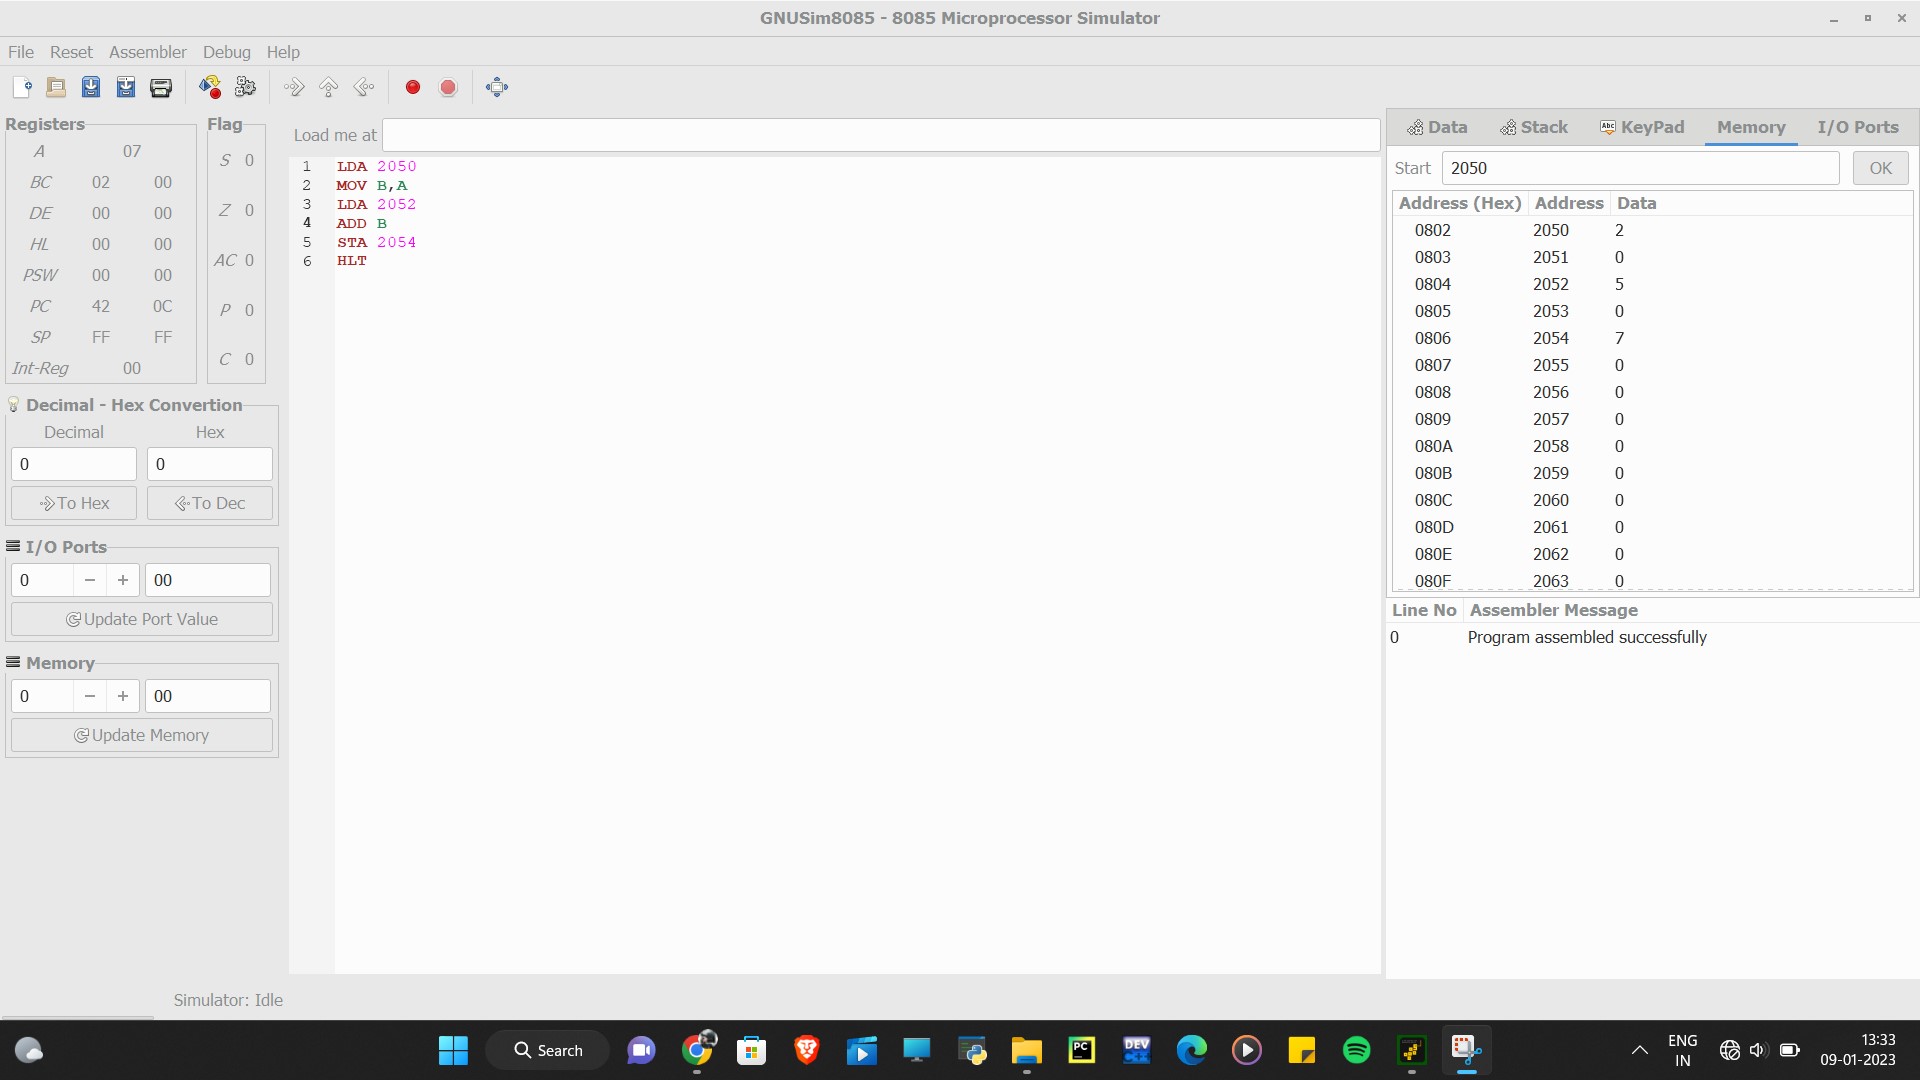 GNUSim8085 - 8085 Microprocessor Simulator
File Reset Assembler Debug Help
Registers
A 07
BC 02 00
DE 00 00
HL 00 00
PSW 00 00
PC 42 0C
SP FF FF
Int-Reg 00
Flag
S 0
Z 0
AC 0
P 0
C 0
Decimal - Hex Convertion
Decimal Hex
0 0
To Hex To Dec
I/O Ports
0 − + 00
Update Port Value
Memory
0 − + 00
Update Memory
Load me at
1 LDA 2050
2 MOV B,A
3 LDA 2052
4 ADD B
5 STA 2054
6 HLT
Data Stack Abc KeyPad Memory I/O Ports
Start 2050 OK
Address (Hex) Address Data
0802 2050 2
0803 2051 0
0804 2052 5
0805 2053 0
0806 2054 7
0807 2055 0
0808 2056 0
0809 2057 0
080A 2058 0
080B 2059 0
080C 2060 0
080D 2061 0
080E 2062 0
080F 2063 0
Line No Assembler Message
0 Program assembled successfully
Simulator: Idle
Search
PC
DEV
C++
ENG
IN
13:33
09-01-2023